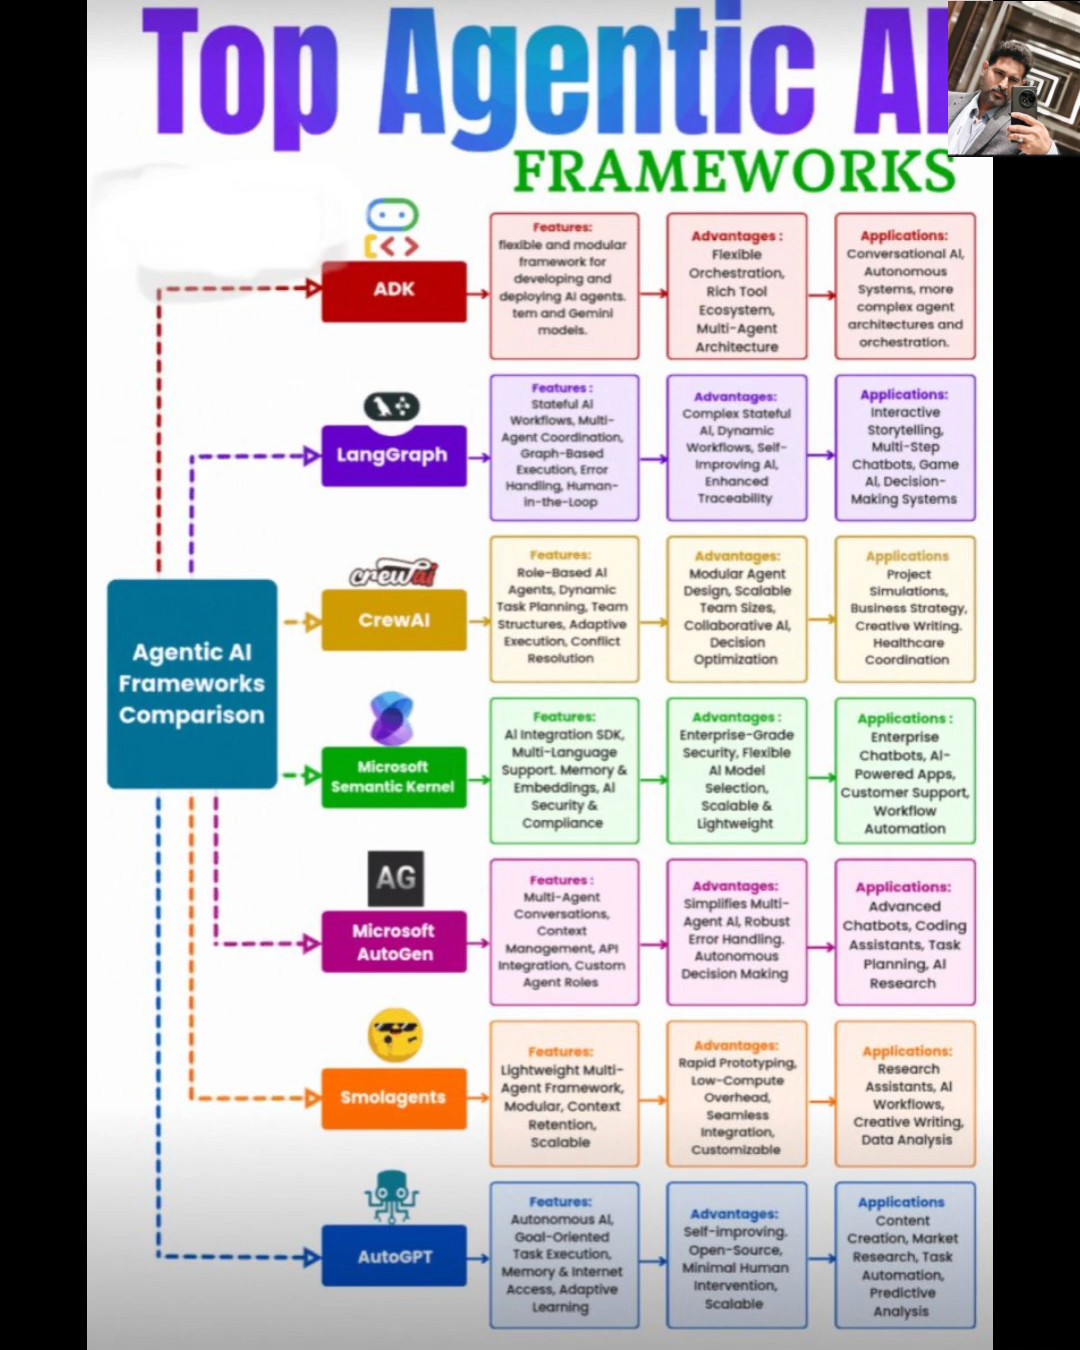 Top Agentic AI
FRAMEWORKS
ADK
Features:
flexible and modular
framework for
developing and
deploying AI agents.
tem and Gemini
models.
Advantages :
Flexible
Orchestration,
Rich Tool
Ecosystem,
Multi-Agent
Architecture
Applications:
Conversational AI,
Autonomous
Systems, more
complex agent
architectures and
orchestration.
LangGraph
Features :
Stateful AI
Workflows, Multi-
Agent Coordination,
Graph-Based
Execution, Error
Handling, Human-
in-the-Loop
Advantages:
Complex Stateful
AI, Dynamic
Workflows, Self-
Improving AI,
Enhanced
Traceability
Applications:
Interactive
Storytelling,
Multi-Step
Chatbots, Game
AI, Decision-
Making Systems
crewai
CrewAI
Features:
Role-Based AI
Agents, Dynamic
Task Planning, Team
Structures, Adaptive
Execution, Conflict
Resolution
Advantages:
Modular Agent
Design, Scalable
Team Sizes,
Collaborative AI,
Decision
Optimization
Applications
Project
Simulations,
Business Strategy,
Creative Writing.
Healthcare
Coordination
Agentic AI
Frameworks
Comparison
Microsoft
Semantic Kernel
Features:
AI Integration SDK,
Multi-Language
Support. Memory &
Embeddings, AI
Security &
Compliance
Advantages :
Enterprise-Grade
Security, Flexible
AI Model
Selection,
Scalable &
Lightweight
Applications :
Enterprise
Chatbots, AI-
Powered Apps,
Customer Support,
Workflow
Automation
AG
Microsoft
AutoGen
Features :
Multi-Agent
Conversations,
Context
Management, API
Integration, Custom
Agent Roles
Advantages:
Simplifies Multi-
Agent AI, Robust
Error Handling.
Autonomous
Decision Making
Applications:
Advanced
Chatbots, Coding
Assistants, Task
Planning, AI
Research
Smolagents
Features:
Lightweight Multi-
Agent Framework,
Modular, Context
Retention,
Scalable
Advantages:
Rapid Prototyping,
Low-Compute
Overhead,
Seamless
Integration,
Customizable
Applications:
Research
Assistants, AI
Workflows,
Creative Writing,
Data Analysis
AutoGPT
Features:
Autonomous AI,
Goal-Oriented
Task Execution,
Memory & Internet
Access, Adaptive
Learning
Advantages:
Self-improving.
Open-Source,
Minimal Human
Intervention,
Scalable
Applications
Content
Creation, Market
Research, Task
Automation,
Predictive
Analysis